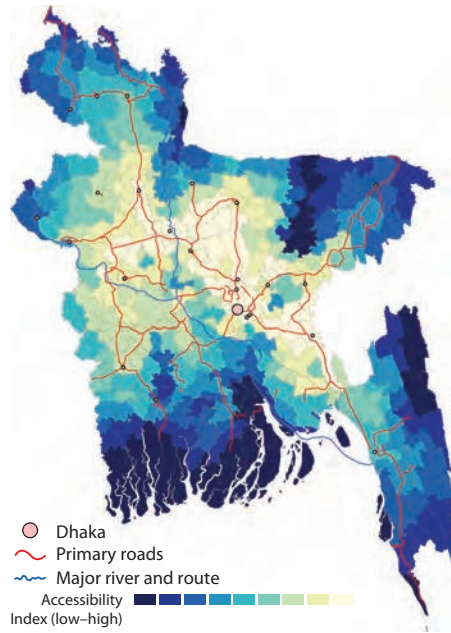 Dhaka
Primary roads
Major river and route
Accessibility
Index (low–high)